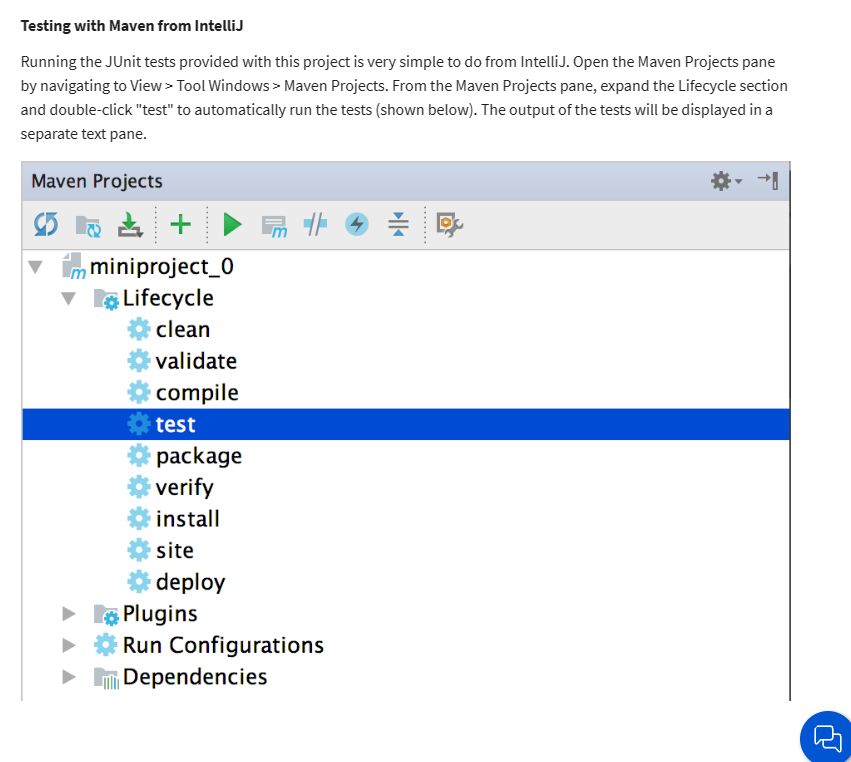 Testing with Maven from IntelliJ
Running the JUnit tests provided with this project is very simple to do from IntelliJ. Open the Maven Projects pane
by navigating to View > Tool Windows > Maven Projects. From the Maven Projects pane, expand the Lifecycle section
and double-click "test" to automatically run the tests (shown below). The output of the tests will be displayed in a
separate text pane.
Maven Projects
miniproject_0
Lifecycle
clean
validate
compile
test
package
verify
install
site
deploy
Plugins
Run Configurations
Dependencies